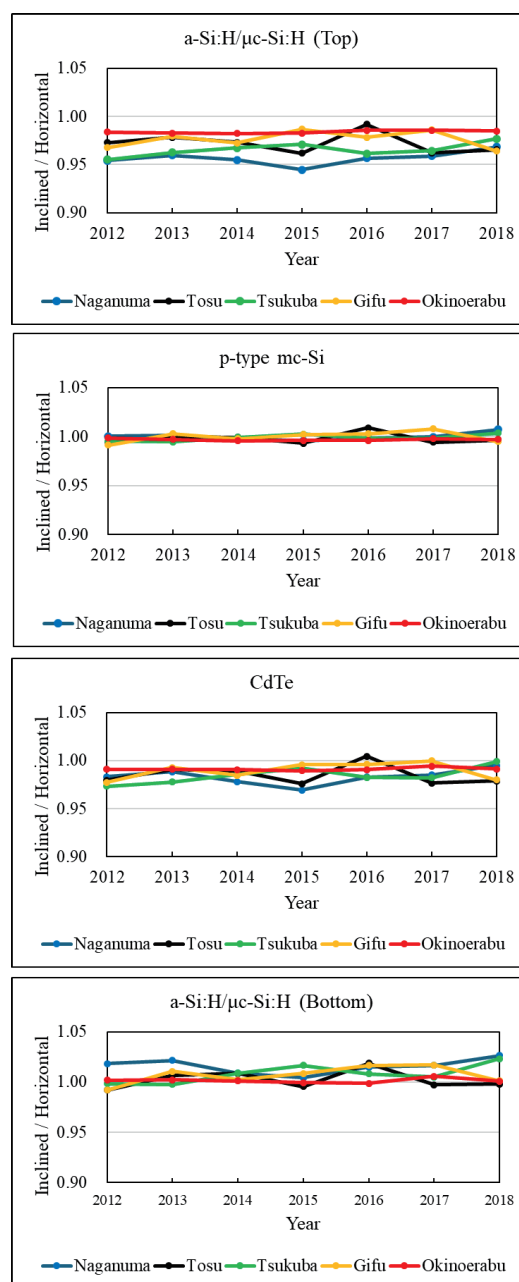 a-Si:H/μc-Si:H (Top)
1.05
1.00
0.95
0.90
Inclined / Horizontal
2012 2013 2014 2015 2016 2017 2018
Year
Naganuma Tosu Tsukuba Gifu Okinoerabu
p-type mc-Si
1.05
1.00
0.95
0.90
Inclined / Horizontal
2012 2013 2014 2015 2016 2017 2018
Year
Naganuma Tosu Tsukuba Gifu Okinoerabu
CdTe
1.05
1.00
0.95
0.90
Inclined / Horizontal
2012 2013 2014 2015 2016 2017 2018
Year
Naganuma Tosu Tsukuba Gifu Okinoerabu
a-Si:H/μc-Si:H (Bottom)
1.05
1.00
0.95
0.90
Inclined / Horizontal
2012 2013 2014 2015 2016 2017 2018
Year
Naganuma Tosu Tsukuba Gifu Okinoerabu